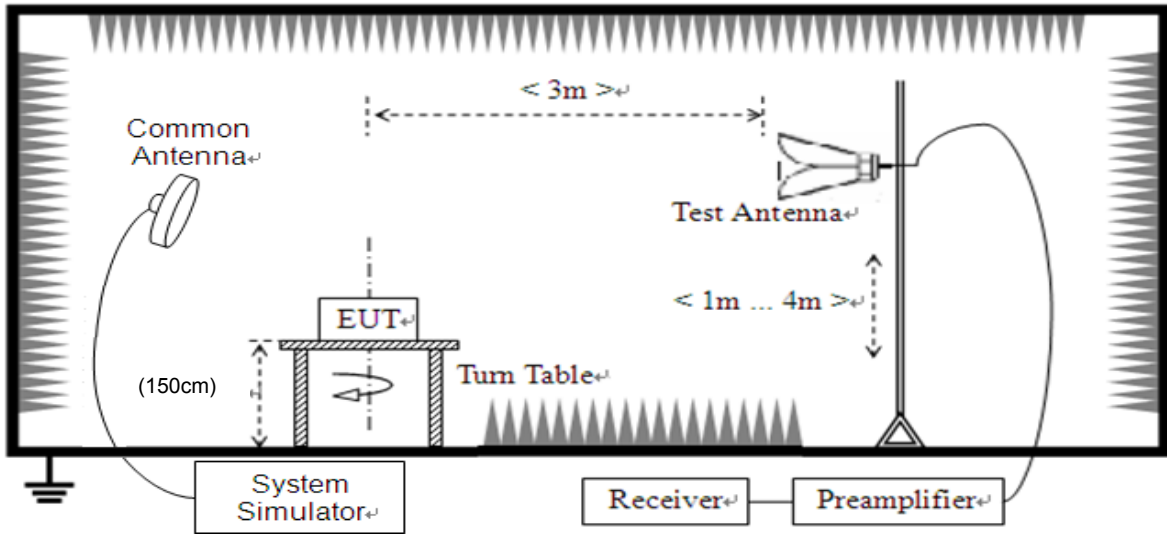 < 3m >↵
Common
Antenna↵
Test Antenna↵
< 1m ... 4m >↵
EUT↵
(150cm)
Turn Table↵
System
Simulator↵
Receiver↵
Preamplifier↵